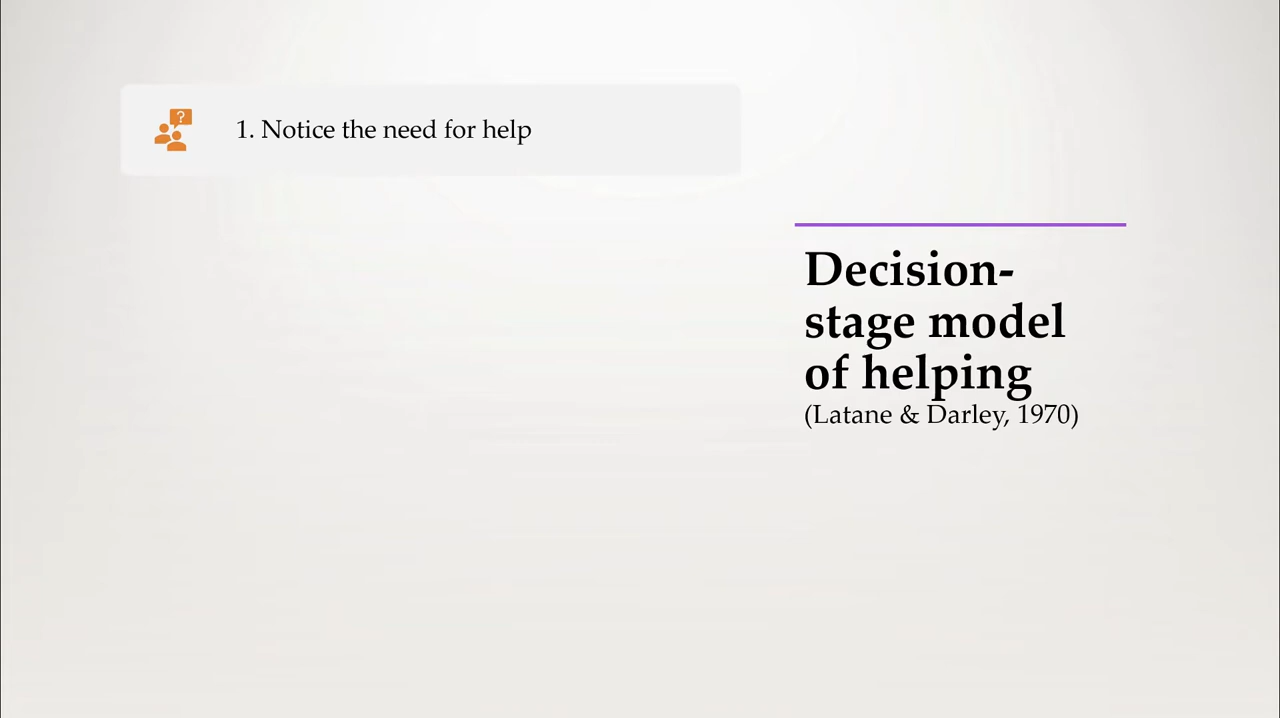 ?
1. Notice the need for help
Decision-
stage model
of helping
(Latane & Darley, 1970)